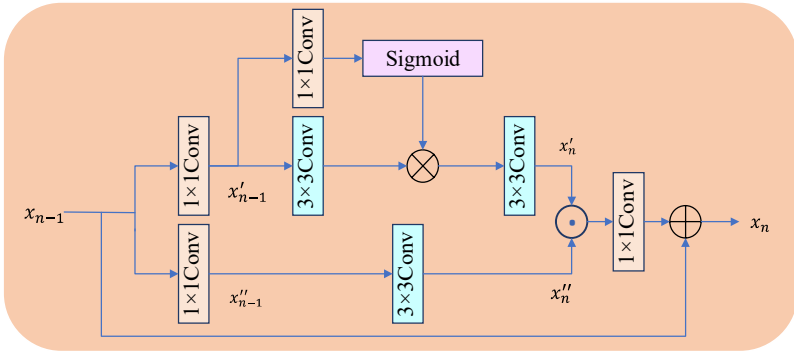 1×1Conv
Sigmoid
1×1Conv
x′ₙ₋₁
3×3Conv
3×3Conv
x′ₙ
xₙ₋₁
1×1Conv
xₙ
1×1Conv
x″ₙ₋₁
3×3Conv
x″ₙ